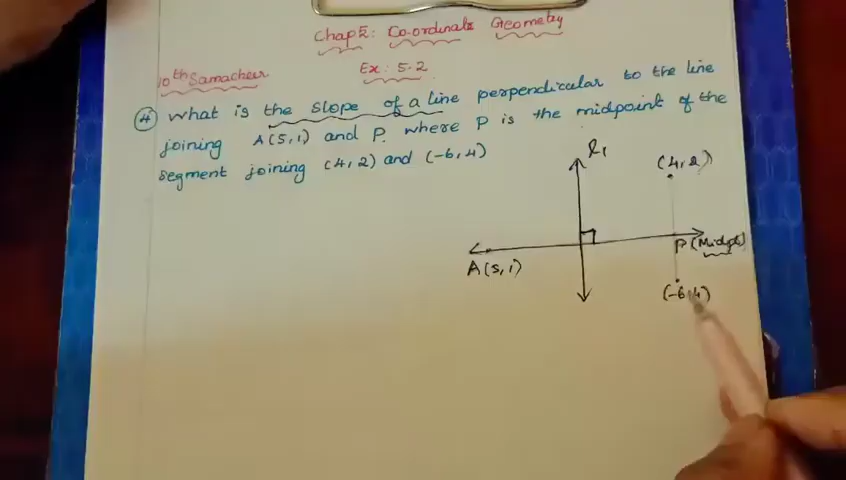 Chap 5: Co-ordinate Geometry
10th Samacheer
Ex: 5.2
④ What is the slope of a line perpendicular to the line
joining A(5,1) and P where P is the midpoint of the
segment joining (4,2) and (-6,4)
l₁
(4,2)
P (Midpt)
A(5,1)
(-6,4)